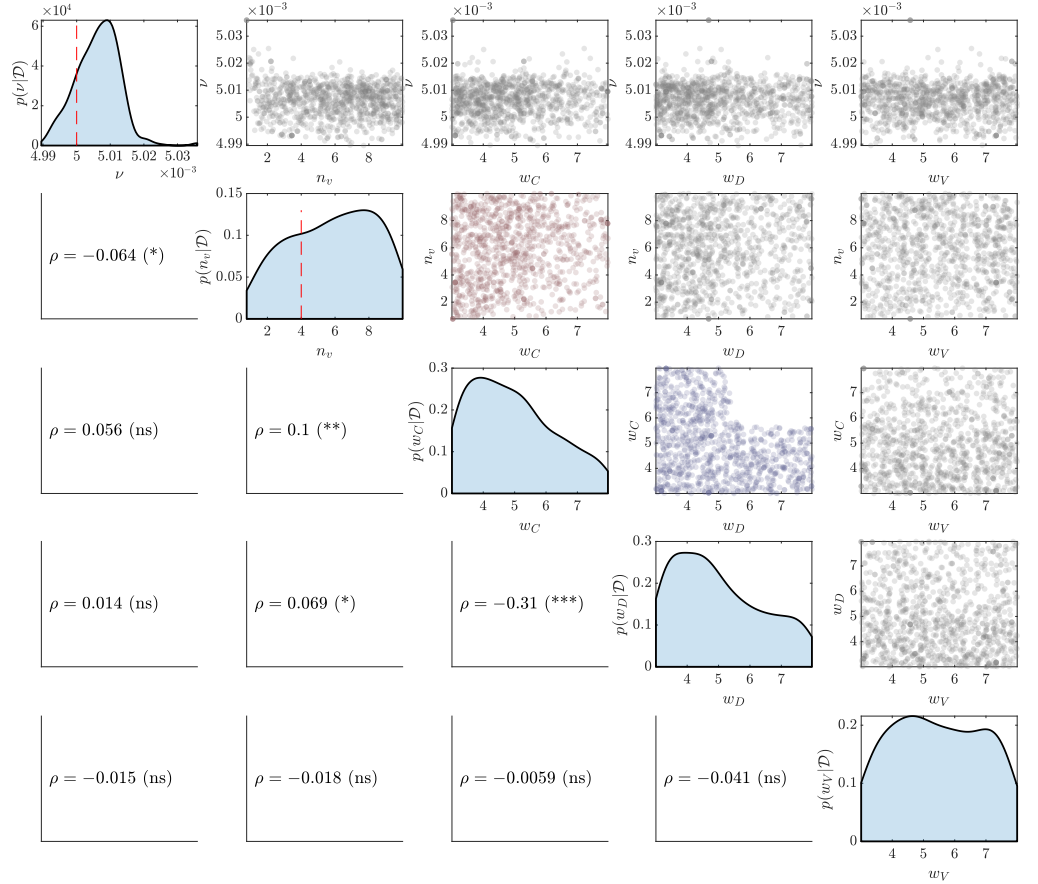 ×10⁴
6
4
2
0
p(ν|𝒟)
4.99 5 5.01 5.02 5.03
ν
×10⁻³
×10⁻³
5.03
5.02
5.01
5
4.99
ν
2 4 6 8
n_v
×10⁻³
5.03
5.02
5.01
5
4.99
ν
4 5 6 7
w_C
×10⁻³
5.03
5.02
5.01
5
4.99
ν
4 5 6 7
w_D
×10⁻³
5.03
5.02
5.01
5
4.99
ν
4 5 6 7
w_V
ρ = −0.064 (*)
0.15
0.1
0.05
0
p(n_v|𝒟)
2 4 6 8
n_v
8
6
4
2
n_v
4 5 6 7
w_C
8
6
4
2
n_v
4 5 6 7
w_D
8
6
4
2
n_v
4 5 6 7
w_V
ρ = 0.056 (ns)
ρ = 0.1 (**)
0.3
0.2
0.1
0
p(w_C|𝒟)
4 5 6 7
w_C
7
6
5
4
w_C
4 5 6 7
w_D
7
6
5
4
w_C
4 5 6 7
w_V
ρ = 0.014 (ns)
ρ = 0.069 (*)
ρ = −0.31 (***)
0.3
0.2
0.1
0
p(w_D|𝒟)
4 5 6 7
w_D
7
6
5
4
w_D
4 5 6 7
w_V
ρ = −0.015 (ns)
ρ = −0.018 (ns)
ρ = −0.0059 (ns)
ρ = −0.041 (ns)
0.2
0.1
0
p(w_V|𝒟)
4 5 6 7
w_V